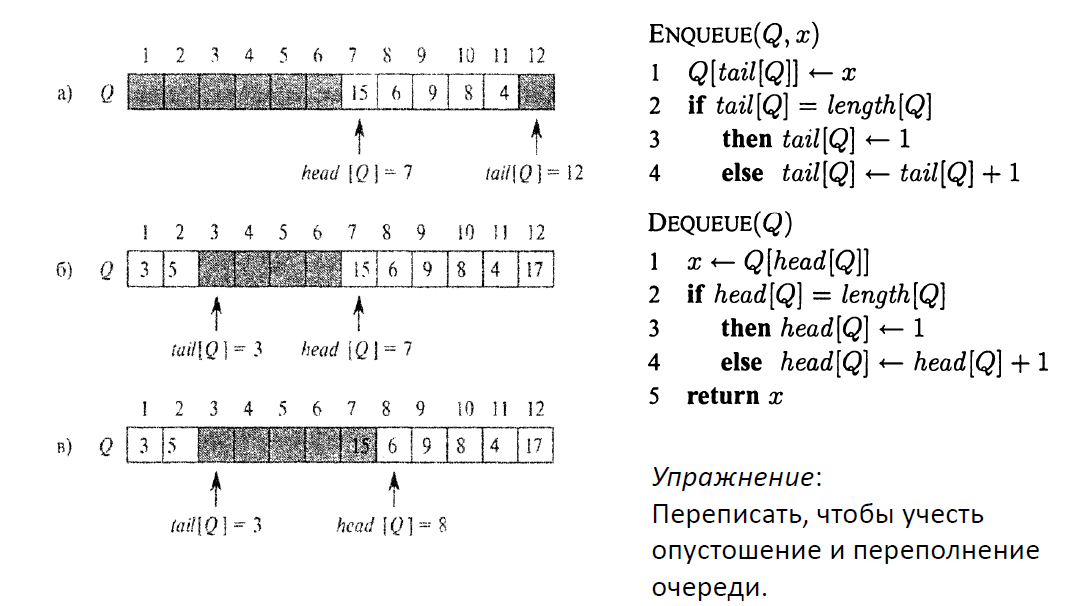 1 2 3 4 5 6 7 8 9 10 11 12
а) Q 15 6 9 8 4
head [Q] = 7 tail[Q] = 12
1 2 3 4 5 6 7 8 9 10 11 12
б) Q 3 5 15 6 9 8 4 17
tail[Q] = 3 head [Q] = 7
1 2 3 4 5 6 7 8 9 10 11 12
в) Q 3 5 15 6 9 8 4 17
tail[Q] = 3 head [Q] = 8
ENQUEUE(Q, x)
1 Q[tail[Q]] ← x
2 if tail[Q] = length[Q]
3 then tail[Q] ← 1
4 else tail[Q] ← tail[Q] + 1
DEQUEUE(Q)
1 x ← Q[head[Q]]
2 if head[Q] = length[Q]
3 then head[Q] ← 1
4 else head[Q] ← head[Q] + 1
5 return x
Упражнение:
Переписать, чтобы учесть
опустошение и переполнение
очереди.